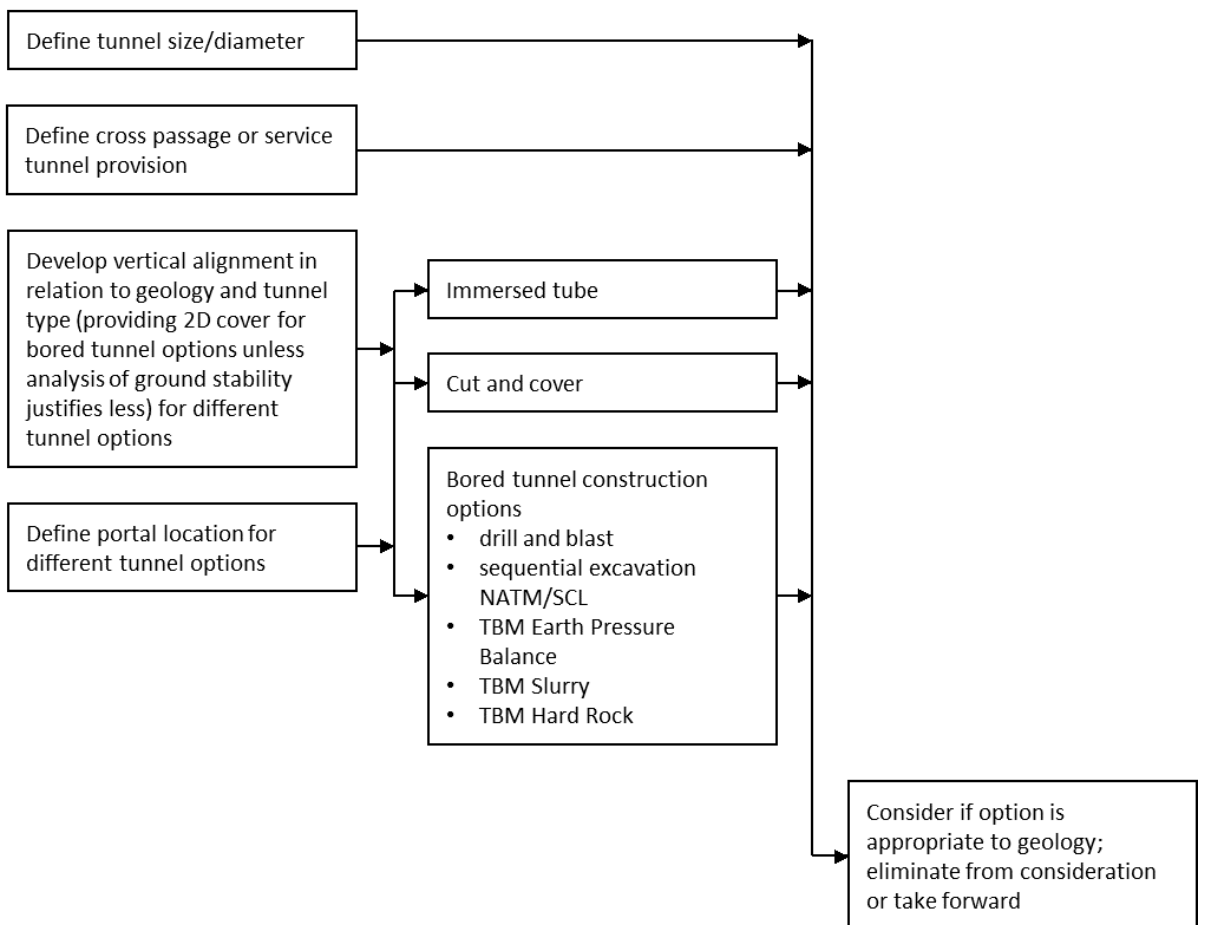 Define tunnel size/diameter
Define cross passage or service
tunnel provision
Develop vertical alignment in
relation to geology and tunnel
type (providing 2D cover for
bored tunnel options unless
analysis of ground stability
justifies less) for different
tunnel options
Define portal location for
different tunnel options
Immersed tube
Cut and cover
Bored tunnel construction
options
• drill and blast
• sequential excavation
NATM/SCL
• TBM Earth Pressure
Balance
• TBM Slurry
• TBM Hard Rock
Consider if option is
appropriate to geology;
eliminate from consideration
or take forward